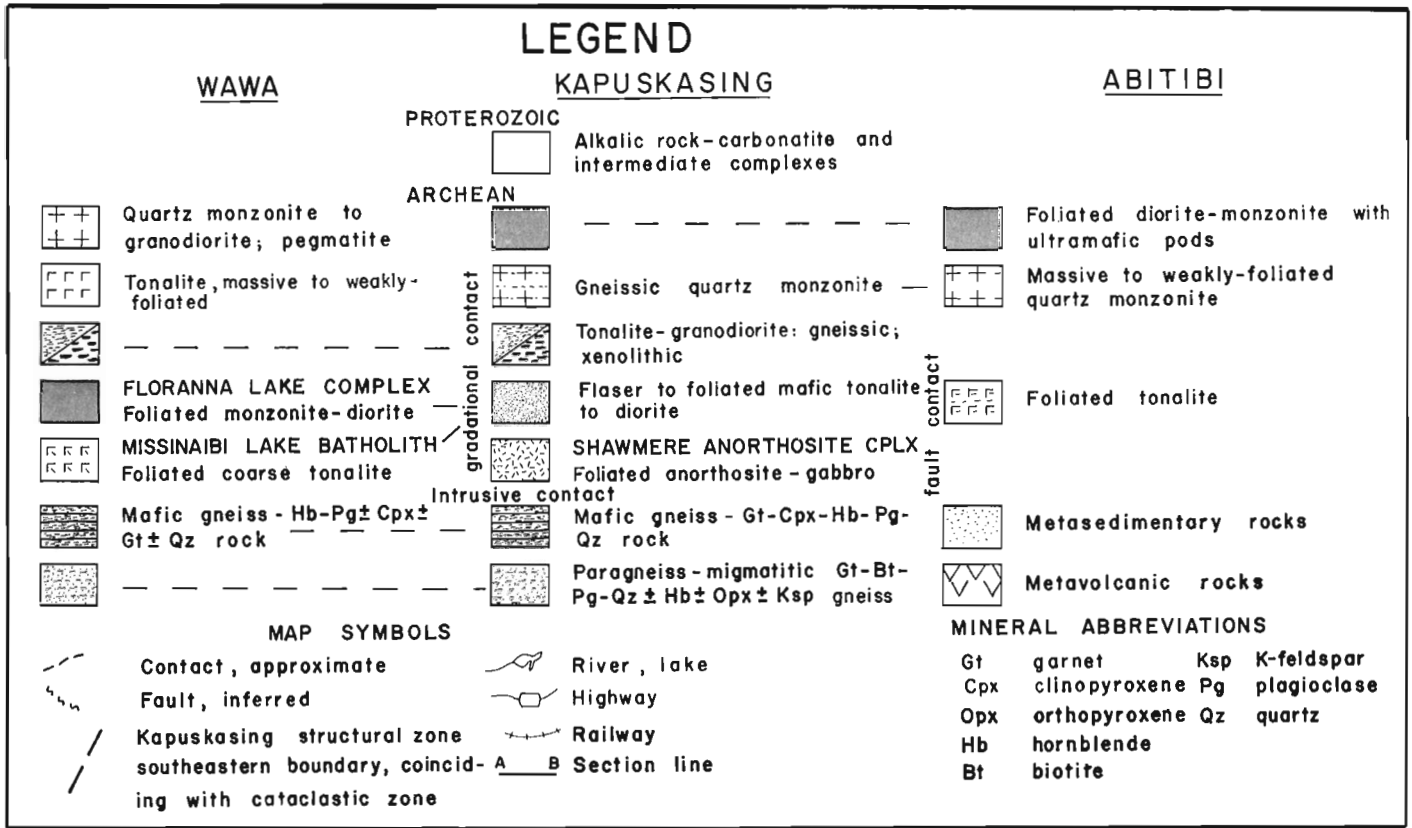 LEGEND
WAWA
KAPUSKASING
ABITIBI
PROTEROZOIC
Alkalic rock-carbonatite and
intermediate complexes
ARCHEAN
Quartz monzonite to
granodiorite; pegmatite
Tonalite, massive to weakly-
foliated
FLORANNA LAKE COMPLEX
Foliated monzonite-diorite
MISSINAIBI LAKE BATHOLITH
Foliated coarse tonalite
Mafic gneiss - Hb-Pg± Cpx±
Gt± Qz rock
gradational contact
Gneissic quartz monzonite
Tonalite-granodiorite: gneissic;
xenolithic
Flaser to foliated mafic tonalite
to diorite
SHAWMERE ANORTHOSITE CPLX
Foliated anorthosite-gabbro
Intrusive contact
Mafic gneiss - Gt-Cpx-Hb-Pg-
Qz rock
Paragneiss-migmatitic Gt-Bt-
Pg-Qz ± Hb± Opx± Ksp gneiss
fault contact
Foliated diorite-monzonite with
ultramafic pods
Massive to weakly-foliated
quartz monzonite
Foliated tonalite
Metasedimentary rocks
Metavolcanic rocks
MAP SYMBOLS
Contact, approximate
Fault, inferred
Kapuskasing structural zone
southeastern boundary, coincid-
ing with cataclastic zone
River, lake
Highway
Railway
A B Section line
MINERAL ABBREVIATIONS
Gt garnet Ksp K-feldspar
Cpx clinopyroxene Pg plagioclase
Opx orthopyroxene Qz quartz
Hb hornblende
Bt biotite